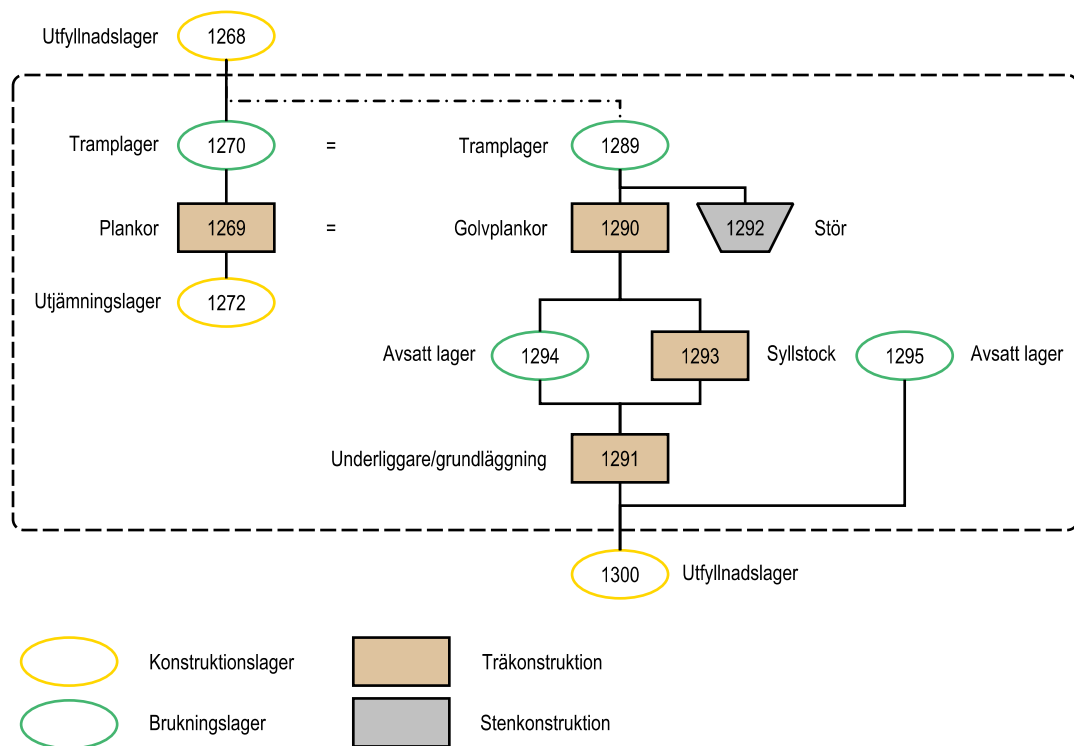 Utfyllnadslager 1268
Tramplager 1270 = Tramplager 1289
Plankor 1269 = Golvplankor 1290 1292 Stör
Utjämningslager 1272
Avsatt lager 1294 1293 Syllstock 1295 Avsatt lager
Underliggare/grundläggning 1291
1300 Utfyllnadslager
Konstruktionslager Träkonstruktion
Brukningslager Stenkonstruktion